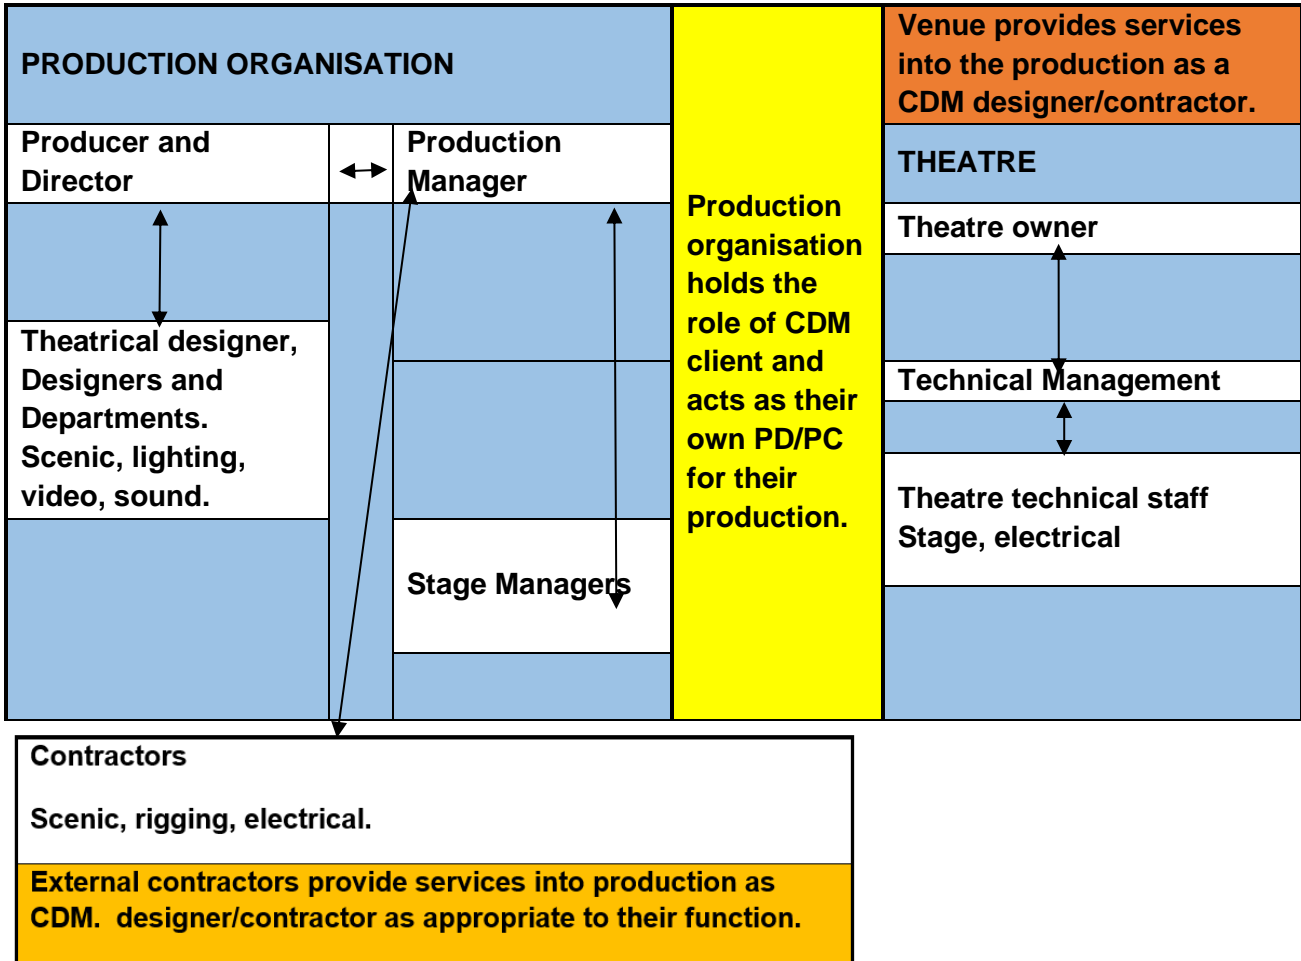 PRODUCTION ORGANISATION
Producer and
Director
Production
Manager
Theatrical designer,
Designers and
Departments.
Scenic, lighting,
video, sound.
Stage Managers
Production
organisation
holds the
role of CDM
client and
acts as their
own PD/PC
for their
production.
Venue provides services
into the production as a
CDM designer/contractor.
THEATRE
Theatre owner
Technical Management
Theatre technical staff
Stage, electrical
Contractors
Scenic, rigging, electrical.
External contractors provide services into production as
CDM.  designer/contractor as appropriate to their function.